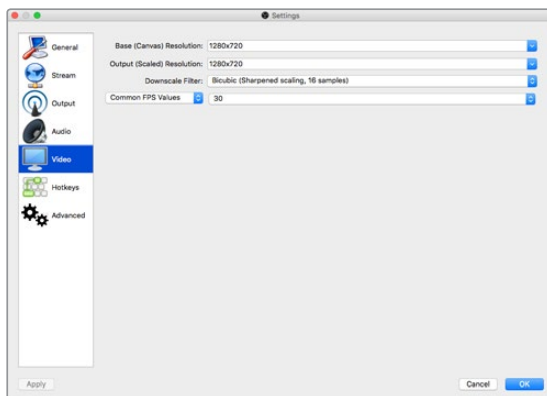 Settings
General
Stream
Output
Audio
Video
Hotkeys
Advanced
Base (Canvas) Resolution: 1280x720
Output (Scaled) Resolution: 1280x720
Downscale Filter: Bicubic (Sharpened scaling, 16 samples)
Common FPS Values 30
Apply Cancel OK